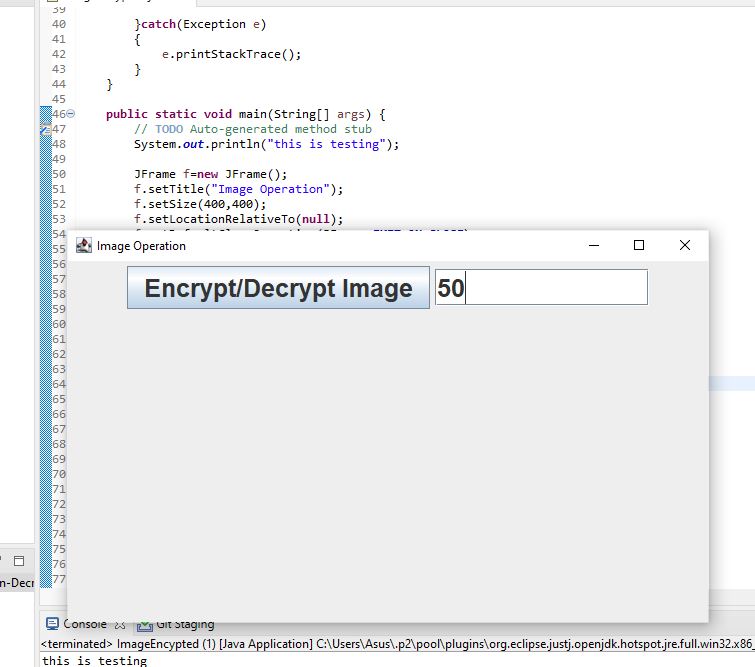 39
40 }catch(Exception e)
41 {
42 e.printStackTrace();
43 }
44 }
45
46 public static void main(String[] args) {
47 // TODO Auto-generated method stub
48 System.out.println("this is testing");
49
50 JFrame f=new JFrame();
51 f.setTitle("Image Operation");
52 f.setSize(400,400);
53 f.setLocationRelativeTo(null);
54
Image Operation
55
56
Encrypt/Decrypt Image 50
57
58
59
60
61
62
63
64
65
66
67
68
69
70
71
72
73
74
75
76
n-Decr
77
Console Git Staging
<terminated> ImageEncypted (1) [Java Application] C:\Users\Asus\.p2\pool\plugins\org.eclipse.justj.openjdk.hotspot.jre.full.win32.x86
this is testing